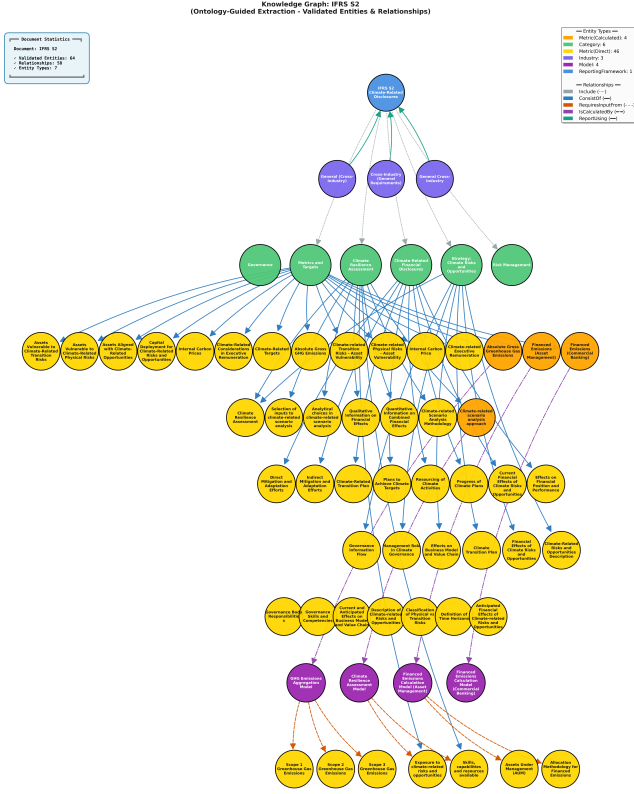 Knowledge Graph: IFRS S2
(Ontology-Guided Extraction - Validated Entities & Relationships)
Document Statistics
Document: IFRS S2
✓ Validated Entities: 64
✓ Relationships: 58
✓ Entity Types: 7
Entity Types
Metric(Calculated): 4
Category: 6
Metric(Direct): 46
Industry: 3
Model: 4
ReportingFramework: 1
Relationships
Include
ConsistOf
RequiresInputFrom
IsCalculatedBy
ReportUsing
IFRS S2
Climate-Related
Disclosures
General (Cross-
Industry)
Cross-Industry
(General
Requirements)
General Cross-
Industry
Governance
Metrics and
Targets
Climate
Resilience
Assessment
Climate-Related
Financial
Disclosures
Strategy:
Climate Risks
and
Opportunities
Risk Management
Assets
Vulnerable to
Climate-Related
Transition
Risks
Assets
Vulnerable to
Climate-Related
Physical Risks
Assets Aligned
with Climate-
Related
Opportunities
Capital
Deployment for
Climate-Related
Risks and
Opportunities
Internal Carbon
Prices
Climate-Related
Considerations
in Executive
Remuneration
Climate-Related
Targets
Absolute Gross
GHG Emissions
Climate-related
Transition
Risks - Asset
Vulnerability
Climate-related
Physical Risks
- Asset
Vulnerability
Internal Carbon
Price
Climate-related
Executive
Remuneration
Absolute Gross
Greenhouse Gas
Emissions
Financed
Emissions
(Asset
Management)
Financed
Emissions
(Commercial
Banking)
Climate
Resilience
Assessment
Selection of
inputs to
climate-related
scenario
analysis
Analytical
choices in
climate-related
scenario
analysis
Qualitative
Information on
Financial
Effects
Quantitative
Information on
Combined
Financial
Effects
Climate-related
Scenario
Analysis
Methodology
Climate-related
scenario
analysis
approach
Direct
Mitigation and
Adaptation
Efforts
Indirect
Mitigation and
Adaptation
Efforts
Climate-Related
Transition Plan
Plans to
Achieve Climate
Targets
Resourcing of
Climate
Activities
Progress of
Climate Plans
Current
Financial
Effects of
Climate Risks
and
Opportunities
Effects on
Financial
Position and
Performance
Governance
Information
Flow
Management Role
in Climate
Governance
Effects on
Business Model
and Value Chain
Climate
Transition Plan
Financial
Effects of
Climate Risks
and
Opportunities
Climate-Related
Risks and
Opportunities
Description
Governance Body
Responsibilitie
s
Governance
Skills and
Competencies
Current and
Anticipated
Effects on
Business Model
and Value Chain
Description of
Climate-related
Risks and
Opportunities
Classification
of Physical vs
Transition
Risks
Definition of
Time Horizons
Anticipated
Financial
Effects of
Climate-related
Risks and
Opportunities
GHG Emissions
Aggregation
Model
Climate
Resilience
Assessment
Model
Financed
Emissions
Calculation
Model (Asset
Management)
Financed
Emissions
Calculation
Model
(Commercial
Banking)
Scope 1
Greenhouse Gas
Emissions
Scope 2
Greenhouse Gas
Emissions
Scope 3
Greenhouse Gas
Emissions
Exposure to
climate-related
risks and
opportunities
Skills,
capabilities
and resources
available
Assets Under
Management
(AUM)
Allocation
Methodology for
Financed
Emissions